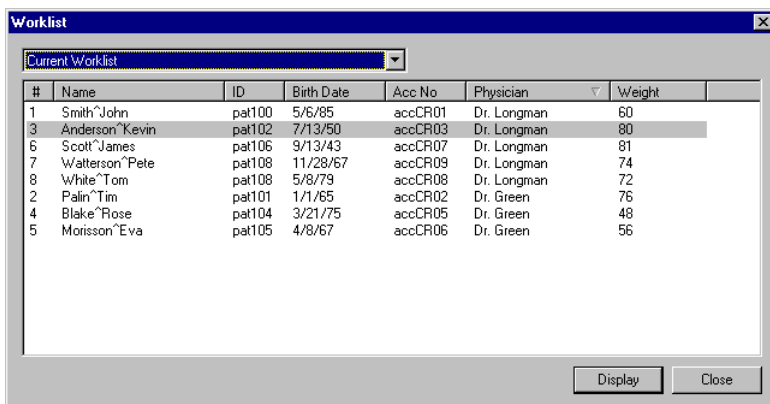 Worklist
Current Worklist
# Name ID Birth Date Acc No Physician Weight
1 Smith^John pat100 5/6/85 accCR01 Dr. Longman 60
3 Anderson^Kevin pat102 7/13/50 accCR03 Dr. Longman 80
6 Scott^James pat106 9/13/43 accCR07 Dr. Longman 81
7 Watterson^Pete pat108 11/28/67 accCR09 Dr. Longman 74
8 White^Tom pat108 5/8/79 accCR08 Dr. Longman 72
2 Palin^Tim pat101 1/1/65 accCR02 Dr. Green 76
4 Blake^Rose pat104 3/21/75 accCR05 Dr. Green 48
5 Morisson^Eva pat105 4/8/67 accCR06 Dr. Green 56
Display Close